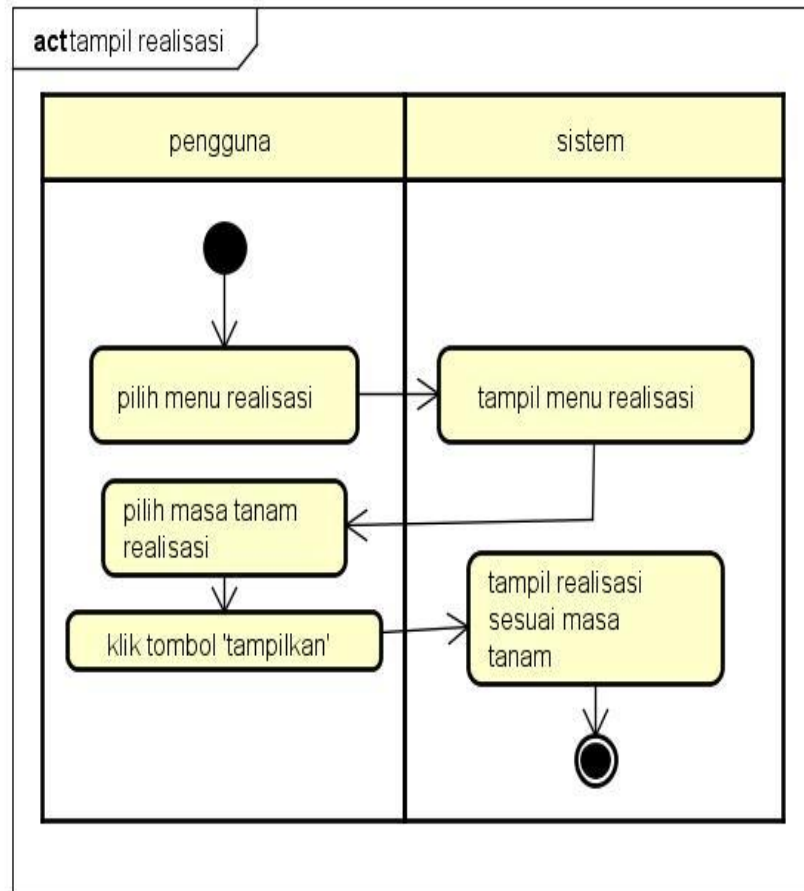 act tampil realisasi
pengguna
sistem
pilih menu realisasi
tampil menu realisasi
pilih masa tanam
realisasi
klik tombol 'tampilkan'
tampil realisasi
sesuai masa
tanam